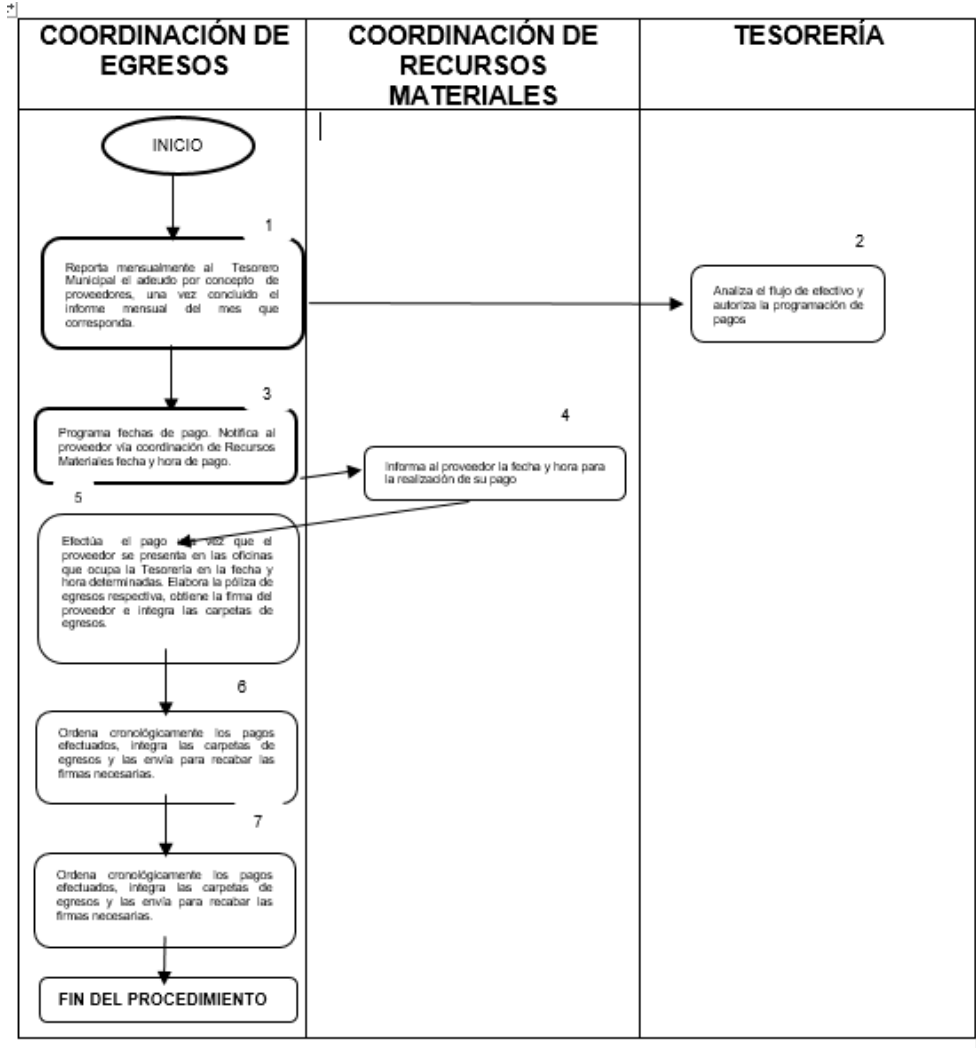 COORDINACIÓN DE
EGRESOS
COORDINACIÓN DE
RECURSOS
MATERIALES
TESORERÍA
INICIO
1
Reporta mensualmente al Tesorero
Municipal el adeudo por concepto de
proveedores, una vez concluido el
informe mensual del mes que
corresponda.
2
Analiza el flujo de efectivo y
autoriza la programación de
pagos
3
Programa fechas de pago. Notifica al
proveedor vía coordinación de Recursos
Materiales fecha y hora de pago.
4
Informa al proveedor la fecha y hora para
la realización de su pago
5
Efectúa el pago una vez que el
proveedor se presenta en las oficinas
que ocupa la Tesorería en la fecha y
hora determinadas. Elabora la póliza de
egresos respectiva, obtiene la firma del
proveedor e integra las carpetas de
egresos.
6
Ordena cronológicamente los pagos
efectuados, integra las carpetas de
egresos y las envía para recabar las
firmas necesarias.
7
Ordena cronológicamente los pagos
efectuados, integra las carpetas de
egresos y las envía para recabar las
firmas necesarias.
FIN DEL PROCEDIMIENTO